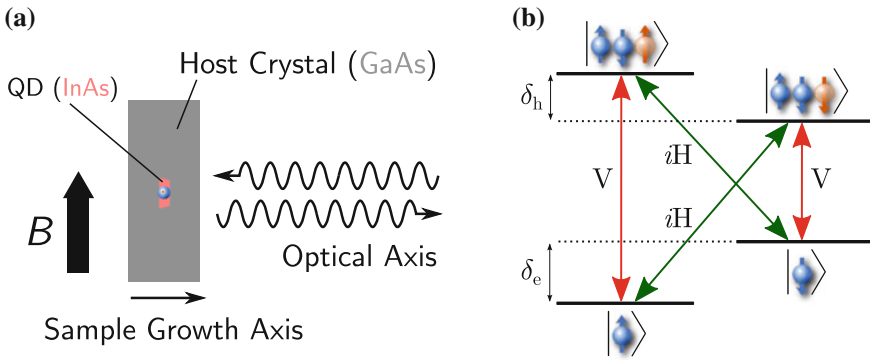 (a)
Host Crystal (GaAs)
QD (InAs)
B
Optical Axis
Sample Growth Axis
(b)
δh
iH
V
iH
V
δe